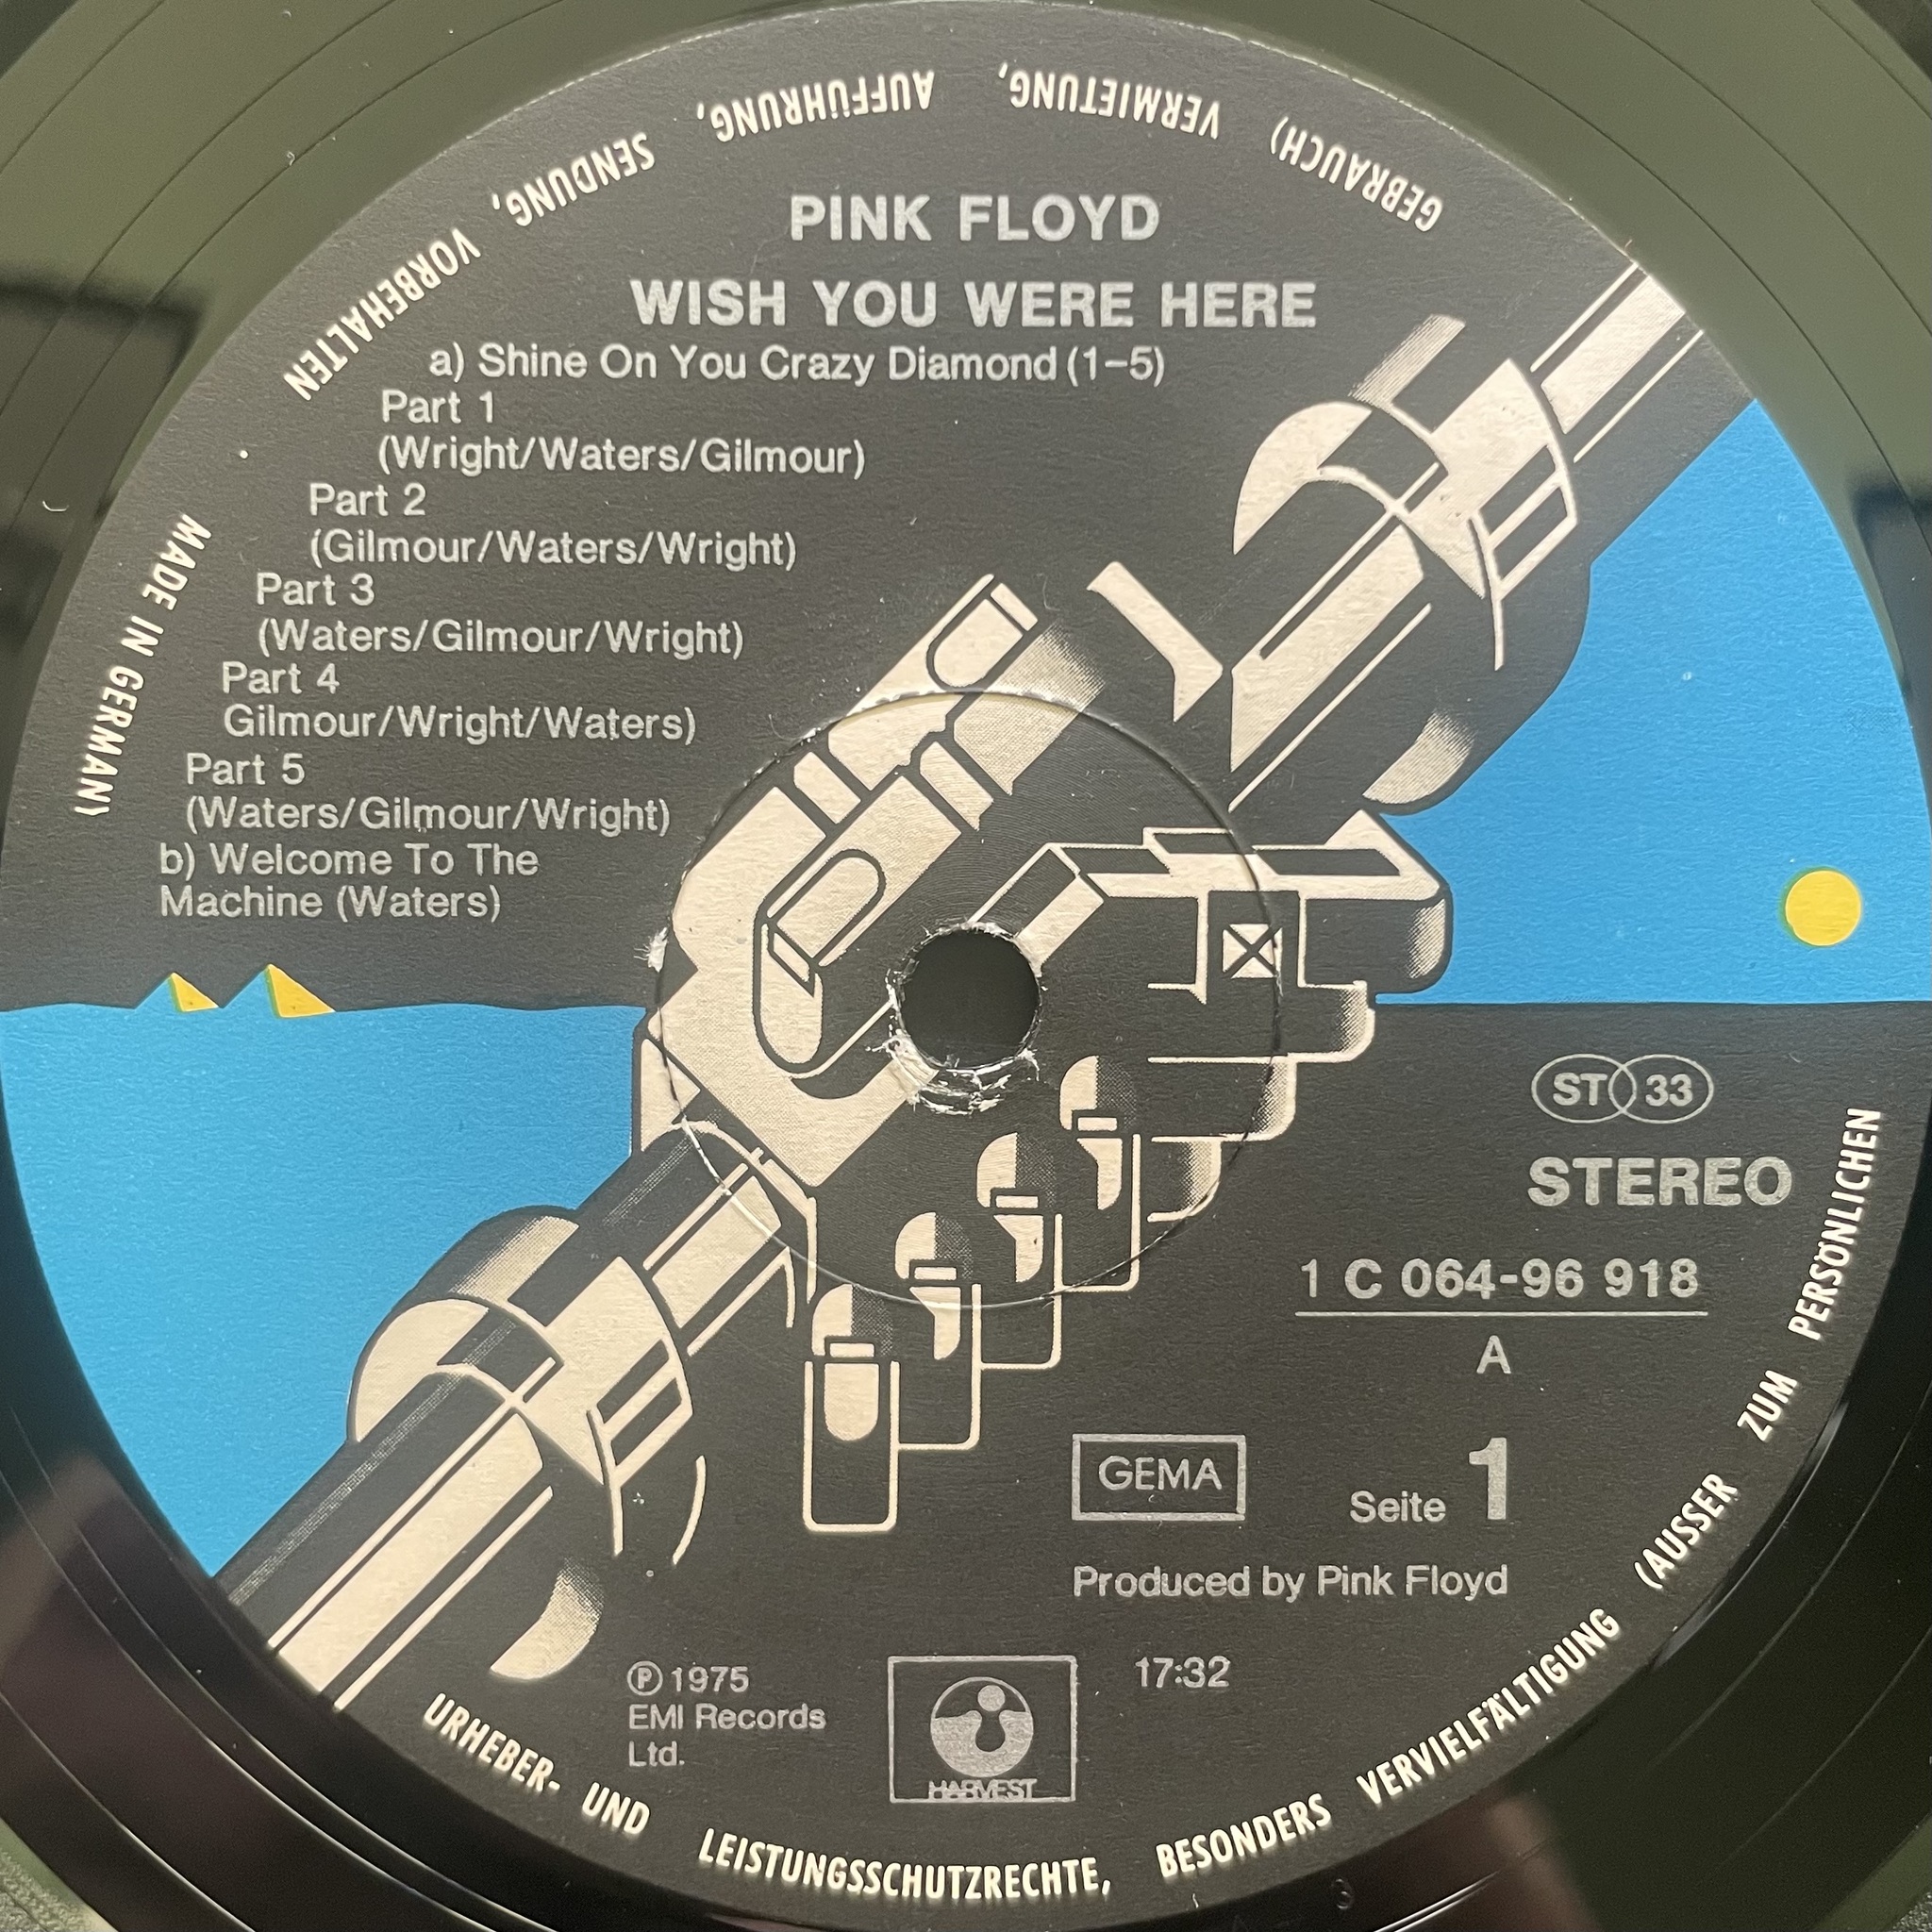 PINK FLOYD
WISH YOU WERE HERE
a) Shine On You Crazy Diamond (1–5)
Part 1
(Wright/Waters/Gilmour)
Part 2
(Gilmour/Waters/Wright)
Part 3
(Waters/Gilmour/Wright)
Part 4
Gilmour/Wright/Waters)
Part 5
(Waters/Gilmour/Wright)
b) Welcome To The
Machine (Waters)
ST 33
STEREO
1 C 064-96 918
A
GEMA
Seite 1
Produced by Pink Floyd
℗ 1975
EMI Records
Ltd.
HARVEST
17:32
URHEBER- UND LEISTUNGSSCHUTZRECHTE, BESONDERS VERVIELFÄLTIGUNG (AUSSER ZUM PERSÖNLICHEN GEBRAUCH) VERMIETUNG, AUFFÜHRUNG, SENDUNG, VORBEHALTEN
MADE IN GERMANY